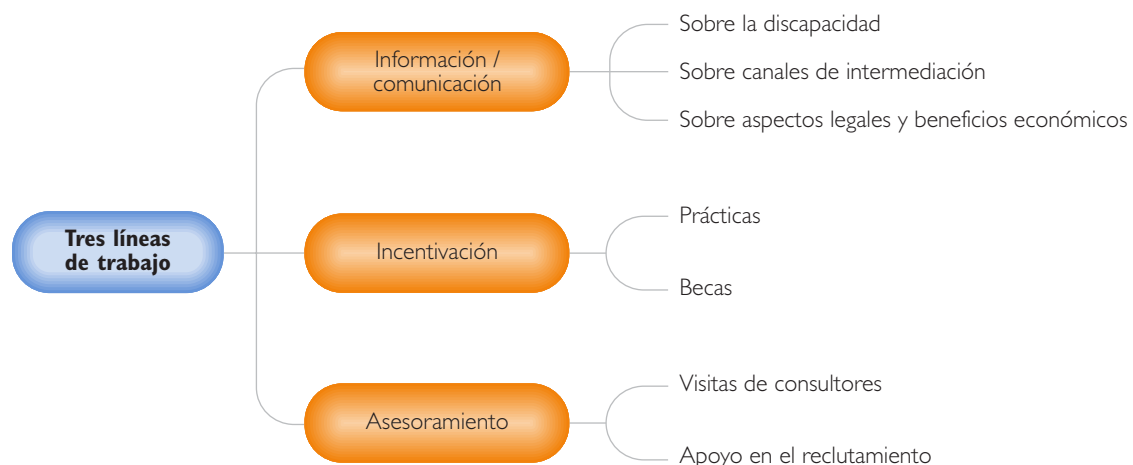 Tres líneas
de trabajo
Información /
comunicación
Sobre la discapacidad
Sobre canales de intermediación
Sobre aspectos legales y beneficios económicos
Incentivación
Prácticas
Becas
Asesoramiento
Visitas de consultores
Apoyo en el reclutamiento